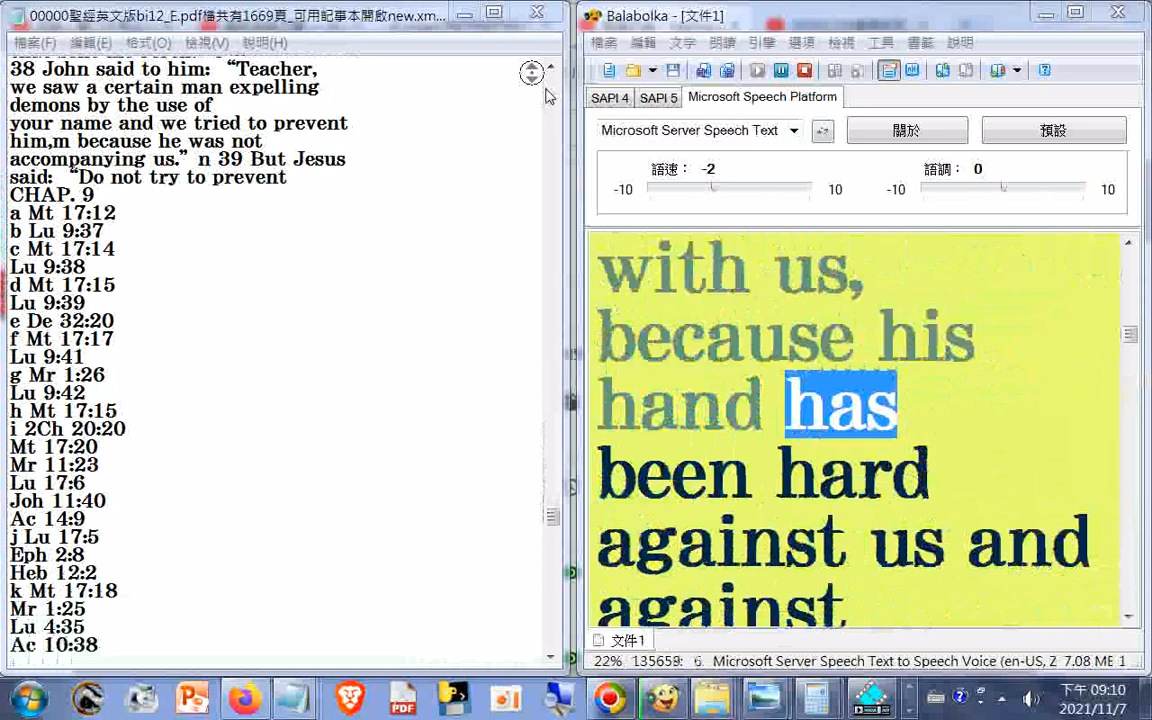 00000聖經英文版bi12_E.pdf檔共有1669頁_可用記事本開啟new.xm...
檔案(F) 編輯(E) 格式(O) 檢視(V) 說明(H)
38 John said to him: “Teacher,
we saw a certain man expelling
demons by the use of
your name and we tried to prevent
him,m because he was not
accompanying us.” n 39 But Jesus
said: “Do not try to prevent
CHAP. 9
a Mt 17:12
b Lu 9:37
c Mt 17:14
Lu 9:38
d Mt 17:15
Lu 9:39
e De 32:20
f Mt 17:17
Lu 9:41
g Mr 1:26
Lu 9:42
h Mt 17:15
i 2Ch 20:20
Mt 17:20
Mr 11:23
Lu 17:6
Joh 11:40
Ac 14:9
j Lu 17:5
Eph 2:8
Heb 12:2
k Mt 17:18
Mr 1:25
Lu 4:35
Ac 10:38
Balabolka - [文件1]
檔案 編輯 文字 朗讀 引擎 選項 檢視 工具 書籤 說明
SAPI 4 SAPI 5 Microsoft Speech Platform
Microsoft Server Speech Text 關於 預設
語速： -2 語調： 0
-10 10 -10 10
with us,
because his
hand has
been hard
against us and
against
文件1
22% 135659: 6. Microsoft Server Speech Text to Speech Voice (en-US, Z 7.08 ME 1
PDF
下午 09:10
2021/11/7